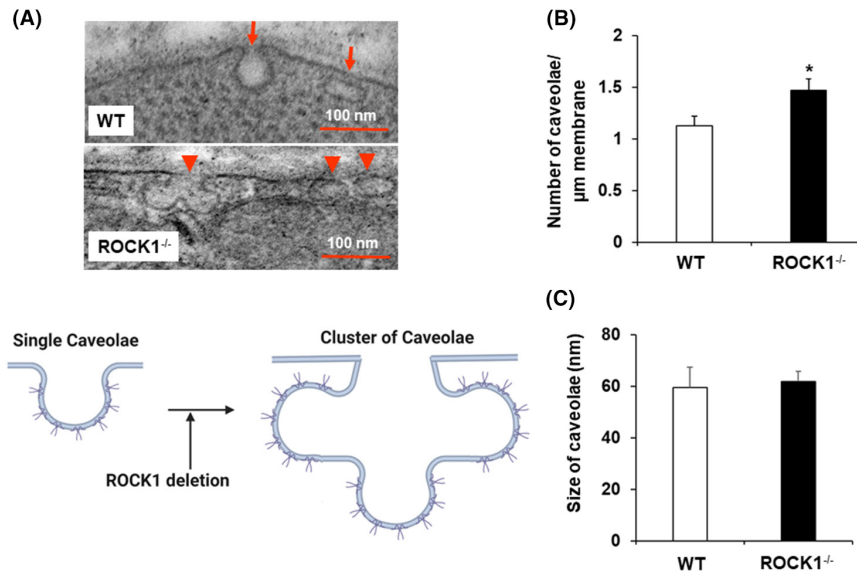 (A)
WT
100 nm
ROCK1-/-
100 nm
Single Caveolae
ROCK1 deletion
Cluster of Caveolae
(B)
Number of caveolae/
µm membrane
2
1.5
1
0.5
0
*
WT
ROCK1-/-
(C)
Size of caveolae (nm)
80
60
40
20
0
WT
ROCK1-/-